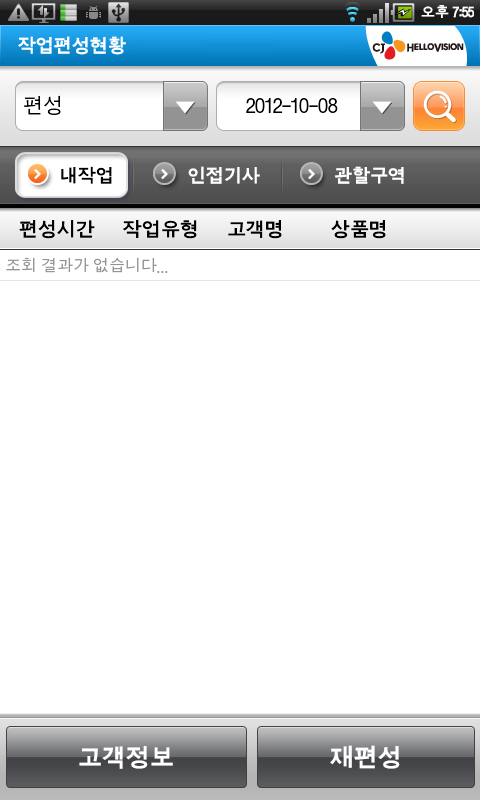 오후 7:55
작업편성현황
CJ HELLOVISION
편성 2012-10-08
내작업 인접기사 관할구역
편성시간 작업유형 고객명 상품명
조회 결과가 없습니다...
고객정보 재편성